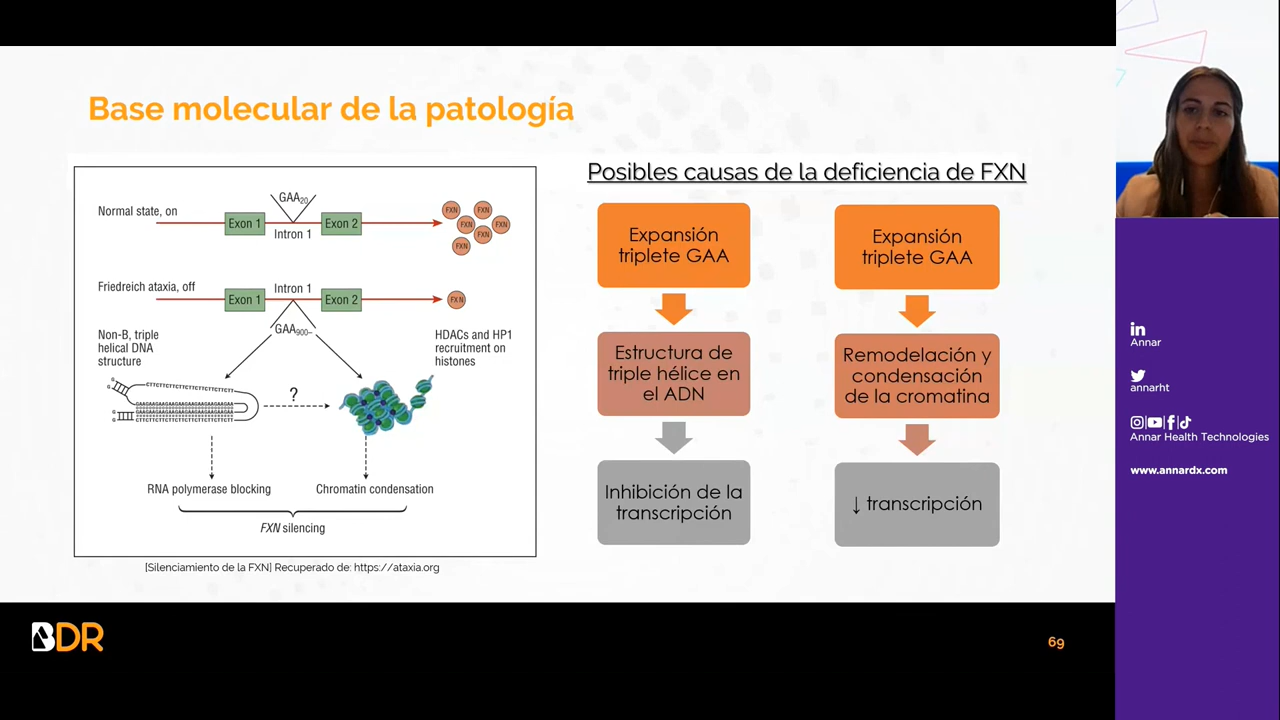 Base molecular de la patología
Normal state, on
GAA20
Exon 1
Intron 1
Exon 2
FXN
FXN
FXN
FXN
FXN
FXN
Friedreich ataxia, off
Intron 1
Exon 1
Exon 2
FXN
GAA900–
Non-B, triple
helical DNA
structure
HDACs and HP1
recruitment on
histones
?
RNA polymerase blocking
Chromatin condensation
FXN silencing
[Silenciamiento de la FXN] Recuperado de: https://ataxia.org
Posibles causas de la deficiencia de FXN
Expansión
triplete GAA
Estructura de
triple hélice en
el ADN
Inhibición de la
transcripción
Expansión
triplete GAA
Remodelación y
condensación
de la cromatina
↓ transcripción
BDR
69
in
Annar
annarht
Annar Health Technologies
www.annardx.com